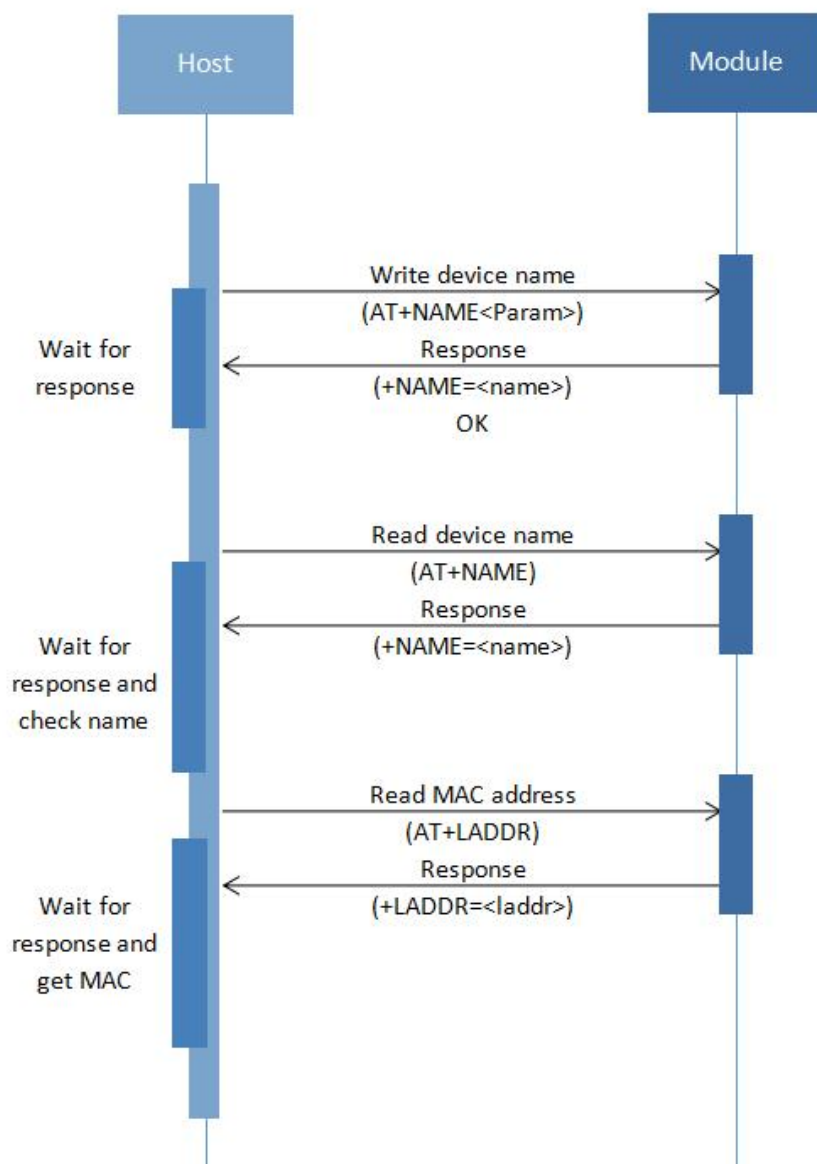 Host
Module
Write device name
(AT+NAME<Param>)
Wait for
response
Response
(+NAME=<name>)
OK
Read device name
(AT+NAME)
Response
(+NAME=<name>)
Wait for
response and
check name
Read MAC address
(AT+LADDR)
Response
(+LADDR=<laddr>)
Wait for
response and
get MAC